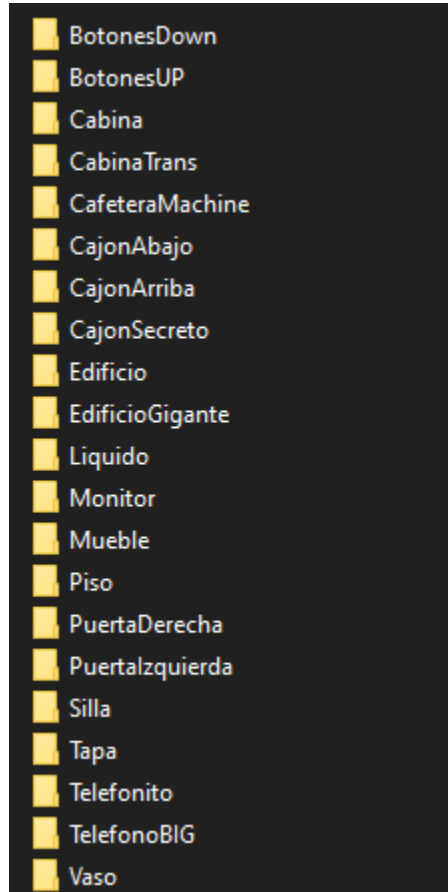 BotonesDown
BotonesUP
Cabina
CabinaTrans
CafeteraMachine
CajonAbajo
CajonArriba
CajonSecreto
Edificio
EdificioGigante
Liquido
Monitor
Mueble
Piso
PuertaDerecha
PuertaIzquierda
Silla
Tapa
Telefonito
TelefonoBIG
Vaso